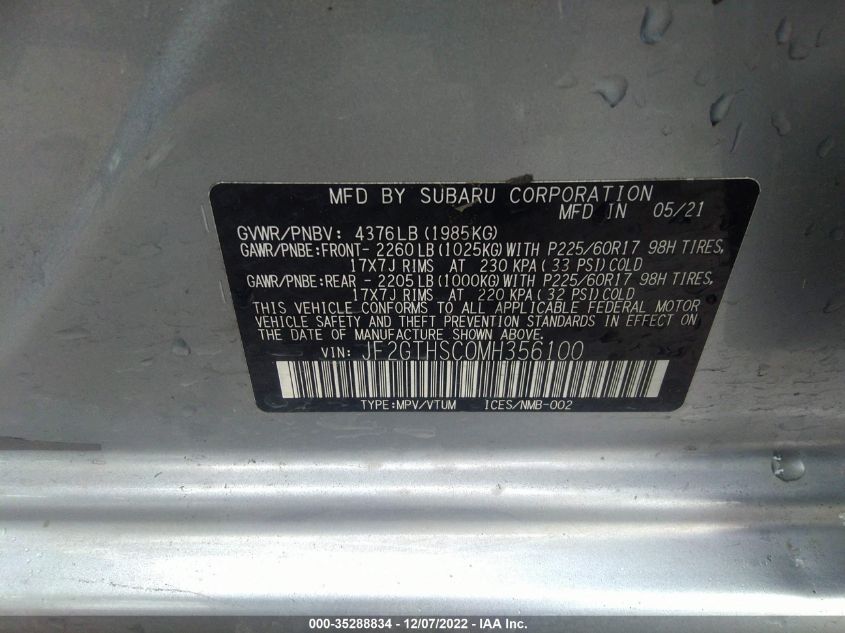 MFD BY SUBARU CORPORATION
MFD IN 05/21
GVWR/PNBV: 4376LB (1985KG)
GAWR/PNBE:FRONT- 2260LB (1025KG) WITH P225/60R17 98H TIRES,
17X7J RIMS AT 230 KPA( 33 PSI)COLD
GAWR/PNBE:REAR - 2205LB (1000KG) WITH P225/60R17 98H TIRES,
17X7J RIMS AT 220 KPA( 32 PSI)COLD
THIS VEHICLE CONFORMS TO ALL APPLICABLE FEDERAL MOTOR
VEHICLE SAFETY AND THEFT PREVENTION STANDARDS IN EFFECT ON
THE DATE OF MANUFACTURE SHOWN ABOVE.
VIN: JF2GTHSC0MH356100
TYPE:MPV/VTUM ICES/NMB-002
000-35288834 - 12/07/2022 - IAA Inc.